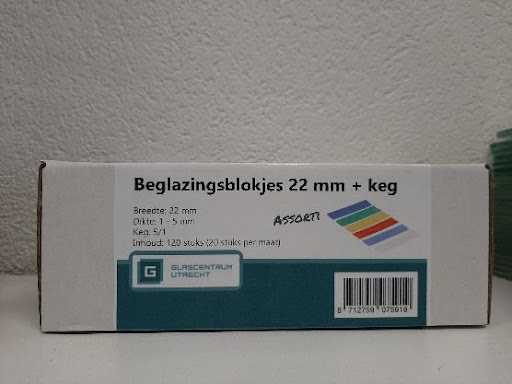 Beglazingsblokjes 22 mm + keg
Breedte: 22 mm
Dikte: 1 - 5 mm
Keg: 5/1
Inhoud: 120 stuks (20 stuks per maat)
ASSORTI
G
GLASCENTRUM
UTRECHT
8 712759 075919